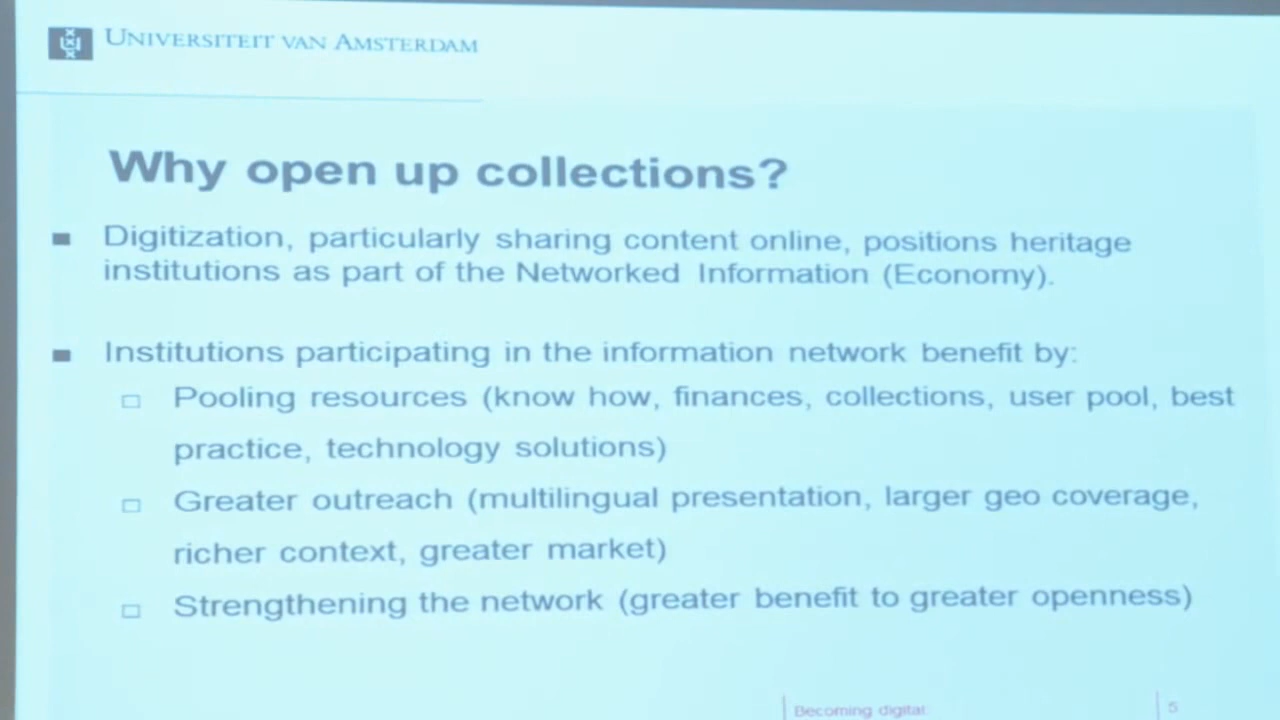 UNIVERSITEIT VAN AMSTERDAM
Why open up collections?
Digitization, particularly sharing content online, positions heritage
institutions as part of the Networked Information (Economy).
Institutions participating in the information network benefit by:
Pooling resources (know how, finances, collections, user pool, best
practice, technology solutions)
Greater outreach (multilingual presentation, larger geo coverage,
richer context, greater market)
Strengthening the network (greater benefit to greater openness)
Becoming digital
5